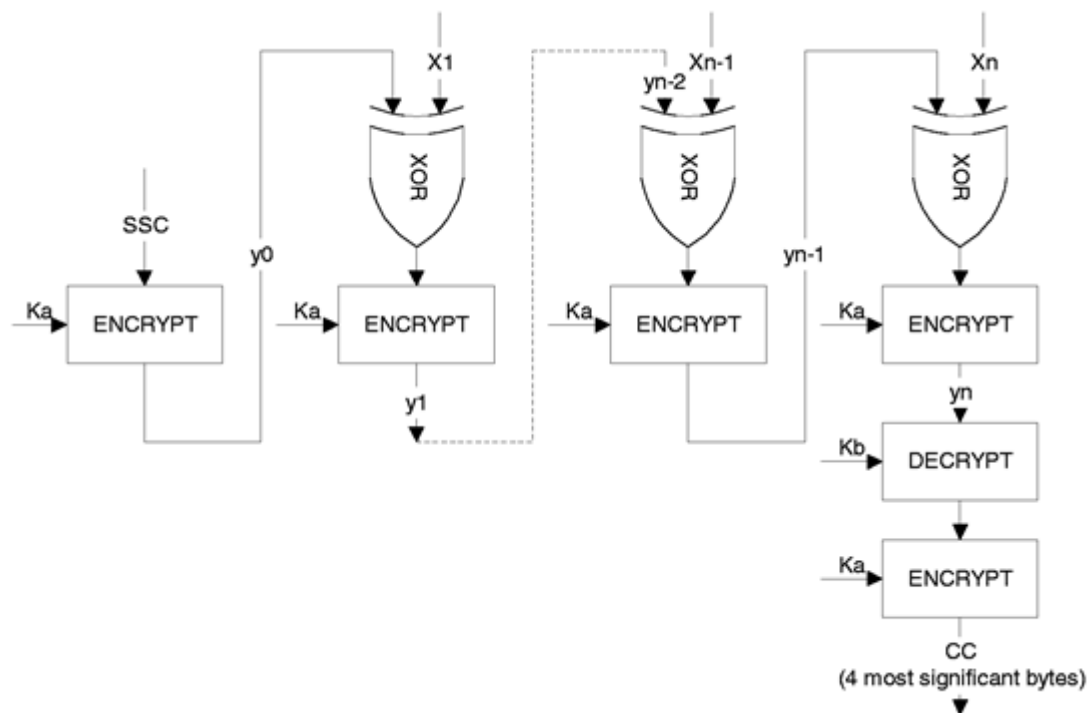 X1
Xn-1
Xn
yn-2
XOR
XOR
XOR
SSC
y0
yn-1
Ka
ENCRYPT
Ka
ENCRYPT
Ka
ENCRYPT
Ka
ENCRYPT
y1
yn
Kb
DECRYPT
Ka
ENCRYPT
CC
(4 most significant bytes)